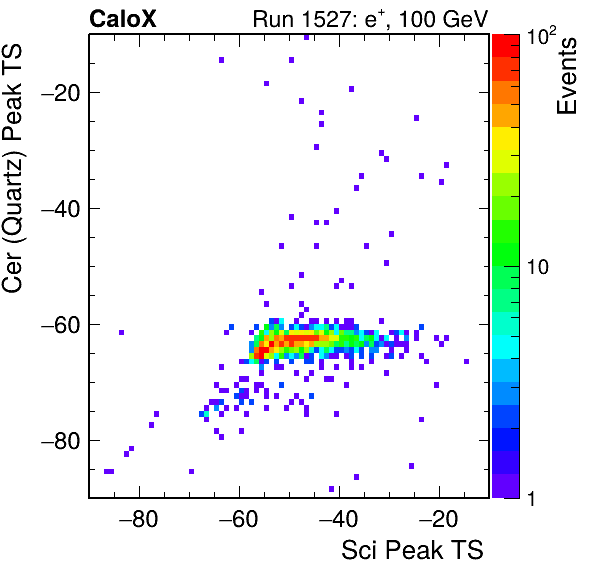 CaloX Run 1527: e⁺, 100 GeV
Cer (Quartz) Peak TS
−20
−40
−60
−80
−80 −60 −40 −20
Sci Peak TS
10²
10
1
Events